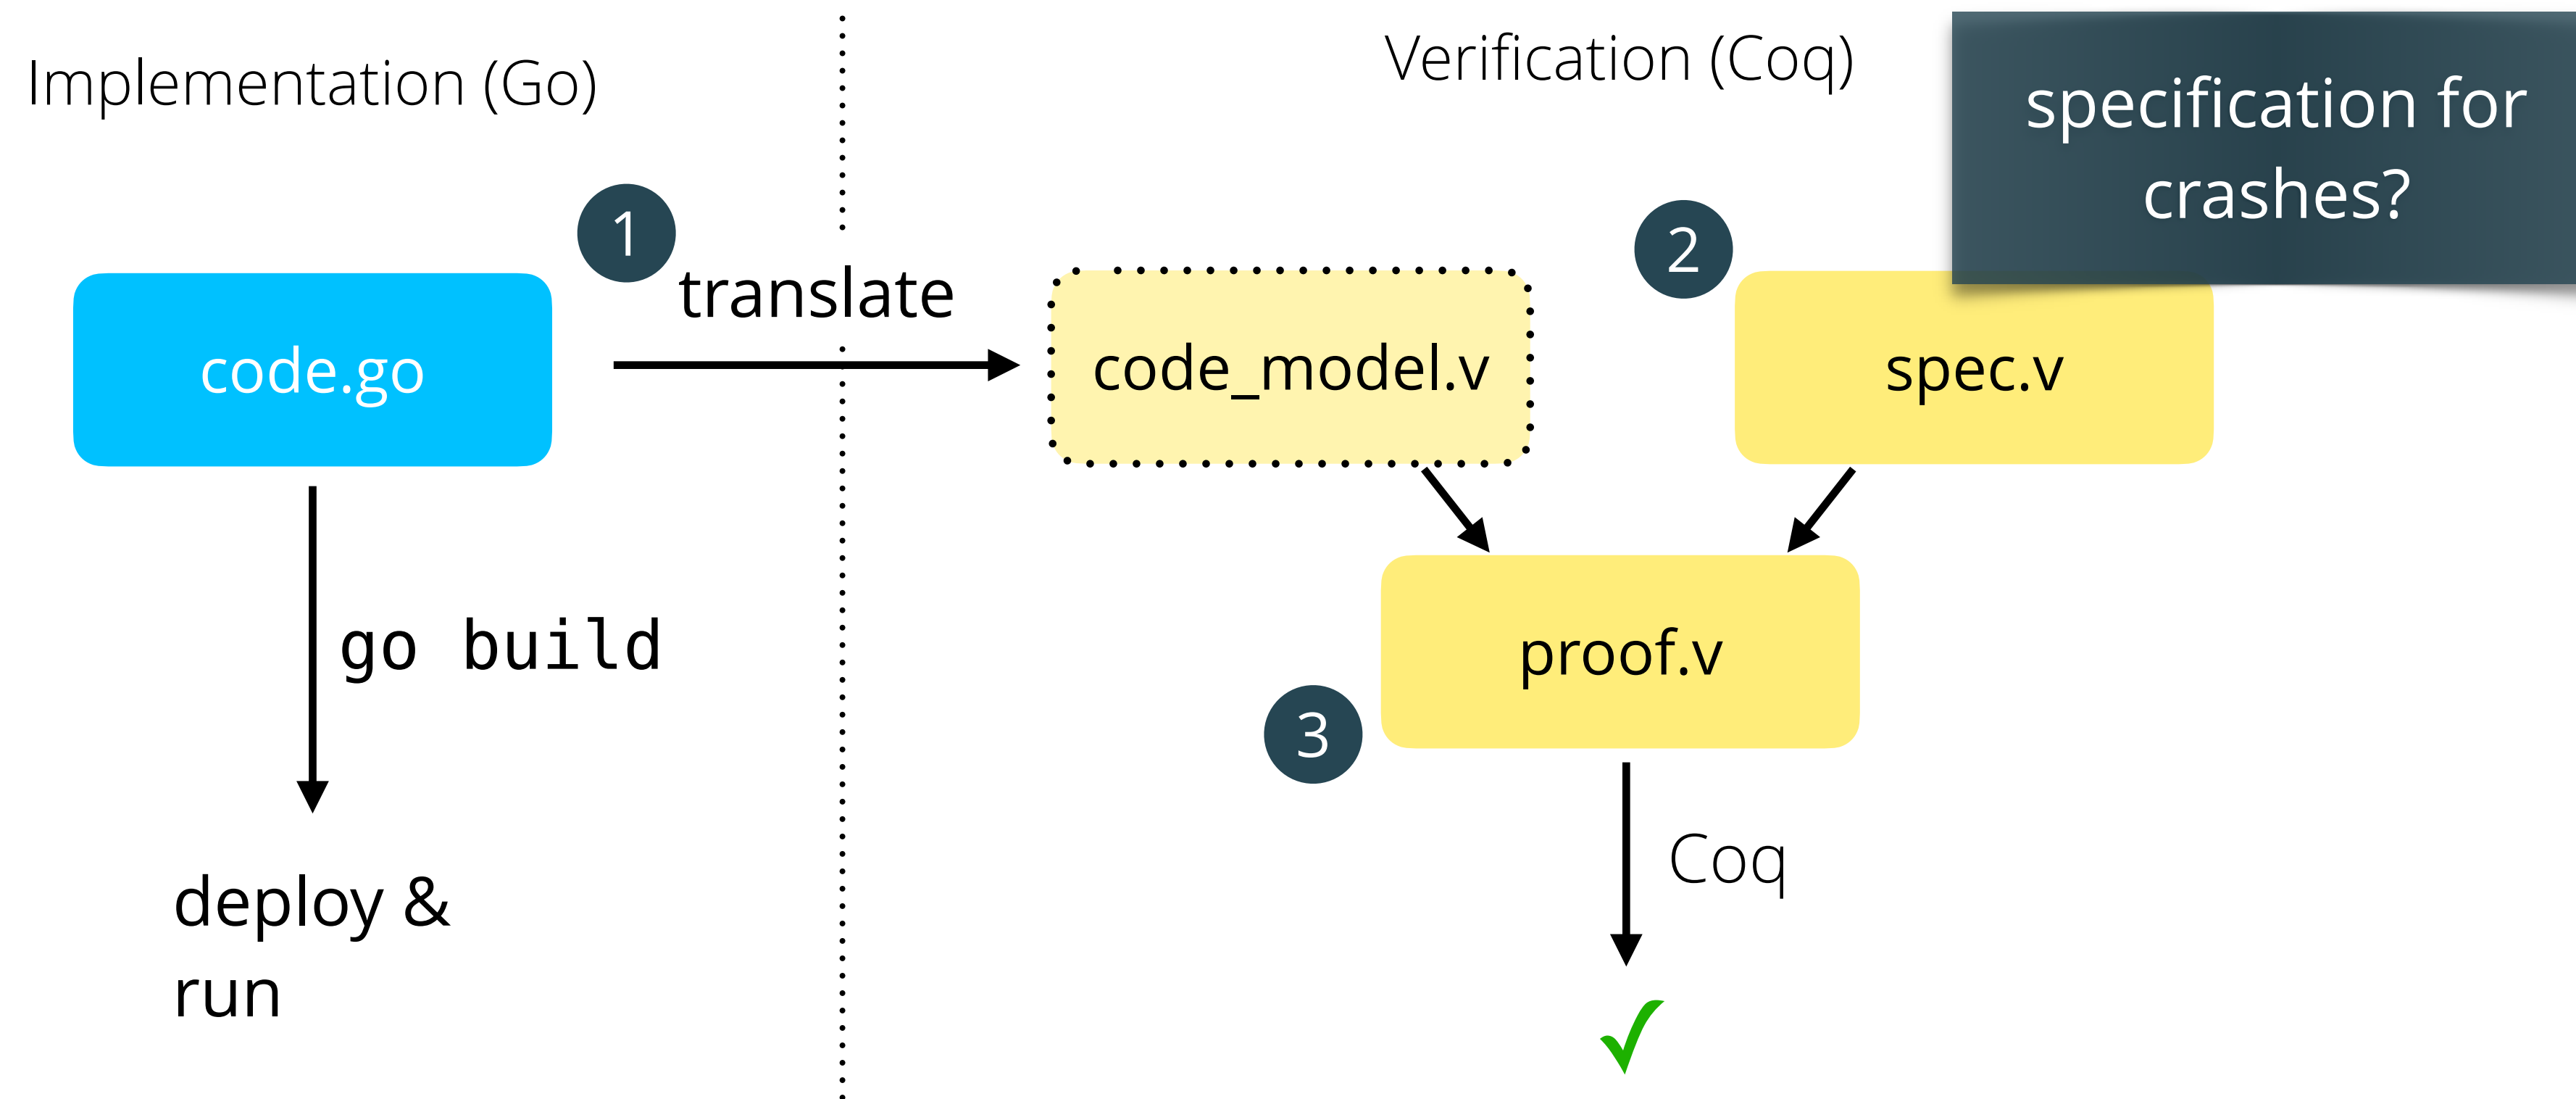 Implementation (Go)
Verification (Coq)
specification for
crashes?
1
translate
2
code.go
code_model.v
spec.v
go build
proof.v
3
Coq
deploy &
run